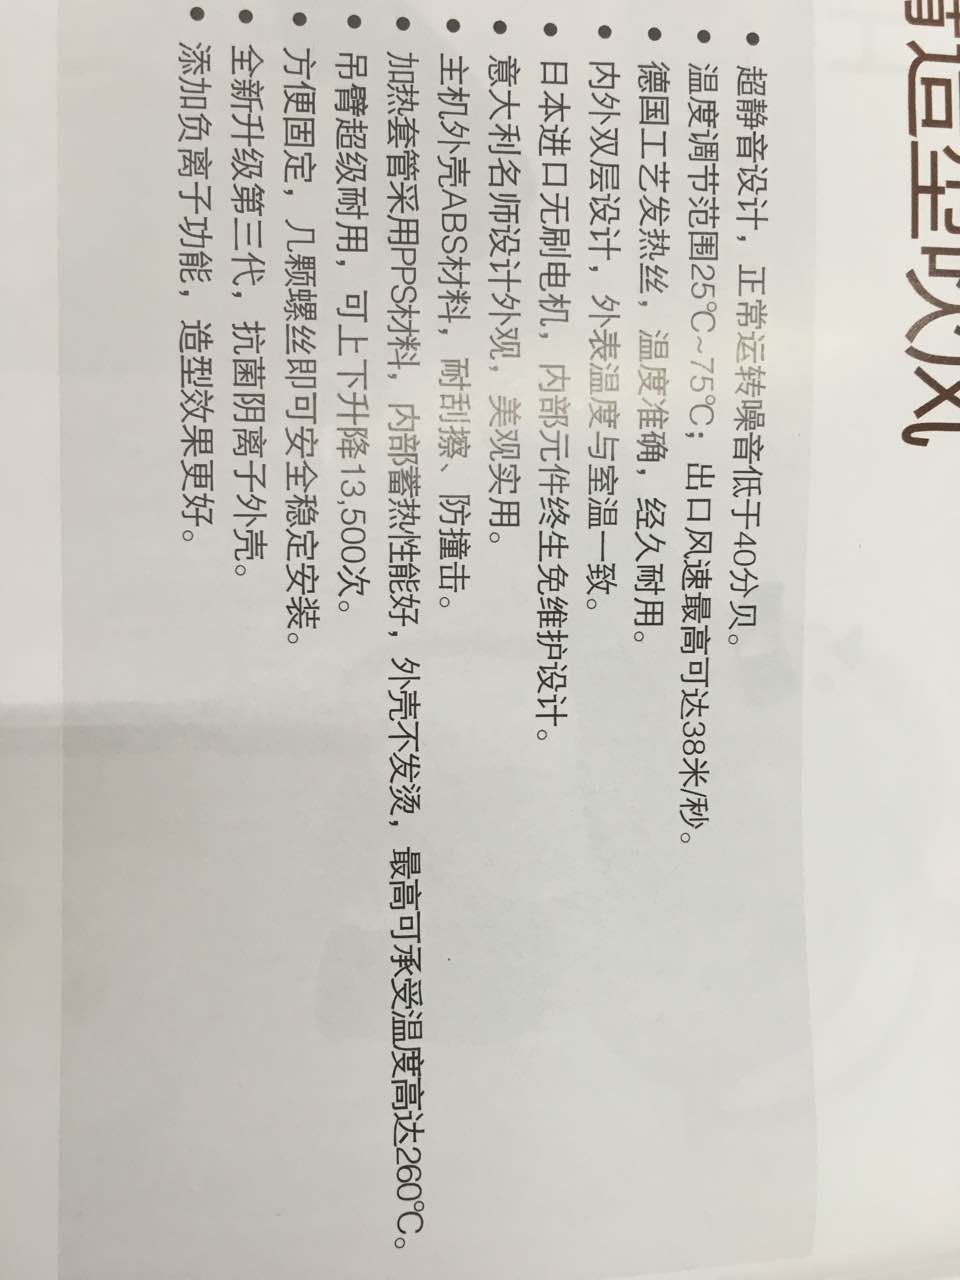 造型吹风
• 超静音设计，正常运转噪音低于40分贝。
• 温度调节范围25℃~75℃；出口风速最高可达38米/秒。
• 德国工艺发热丝，温度准确，经久耐用。
• 内外双层设计，外表温度与室温一致。
• 日本进口无刷电机，内部元件终生免维护设计。
• 意大利名师设计外观，美观实用。
• 主机外壳ABS材料，耐刮擦、防撞击。
• 加热套管采用PPS材料，内部蓄热性能好，外壳不发烫，最高可承受温度高达260℃。
• 吊臂超级耐用，可上下升降13,500次。
• 方便固定，几颗螺丝即可安全稳定安装。
• 全新升级第三代，抗菌阴离子外壳。
• 添加负离子功能，造型效果更好。